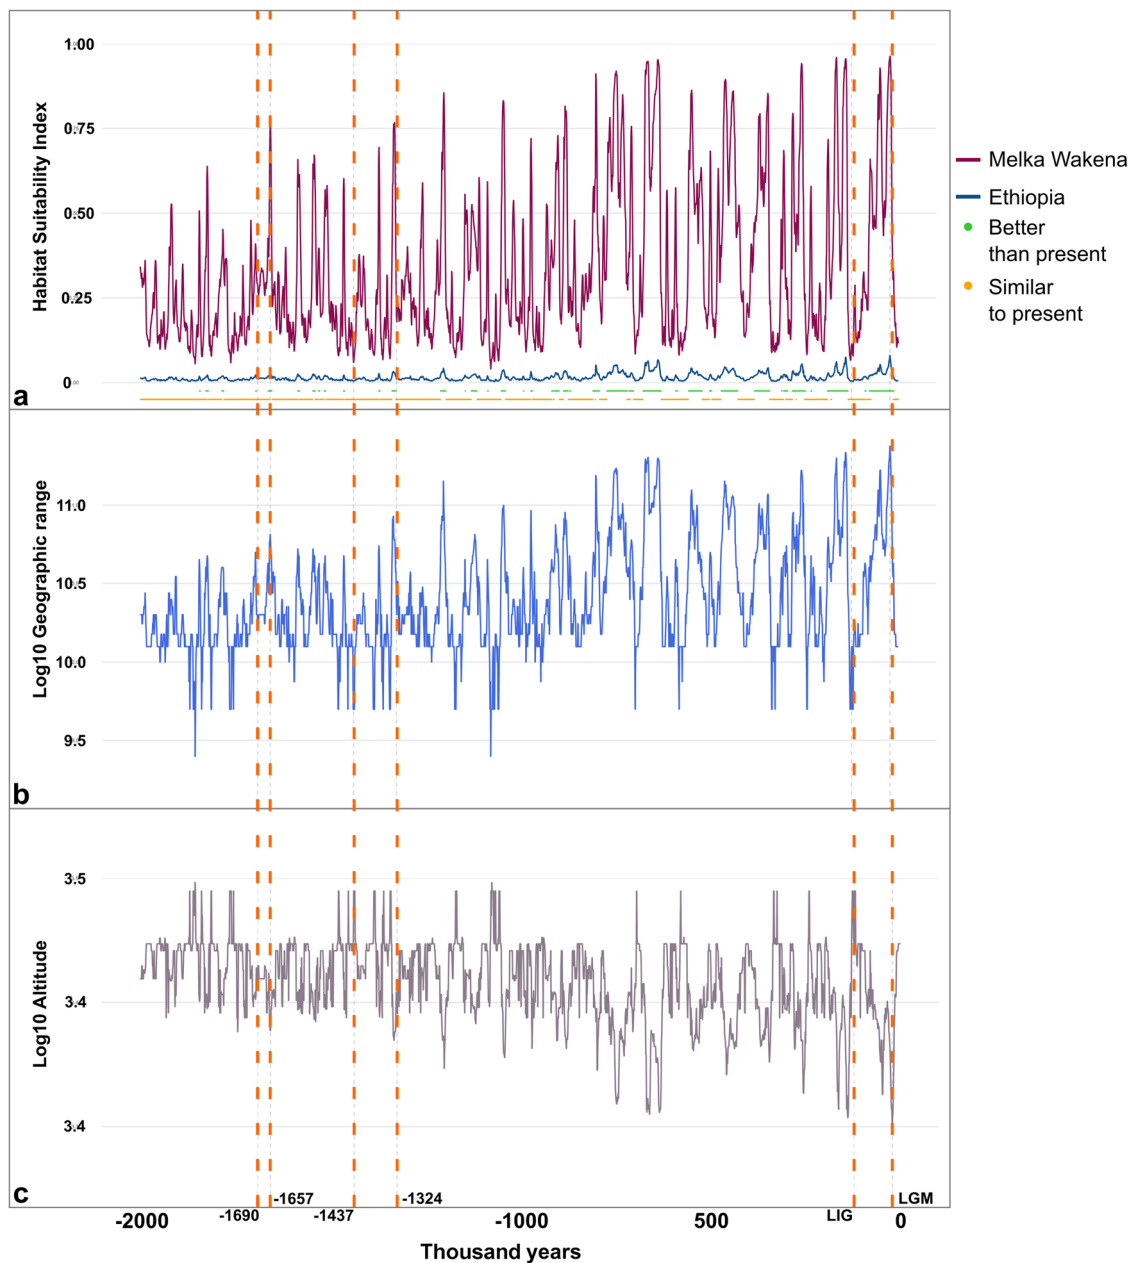 1.00
0.75
0.50
0.25
0.00
Habitat Suitability Index
a
Melka Wakena
Ethiopia
Better
than present
Similar
to present
11.0
10.5
10.0
9.5
Log10 Geographic range
b
3.5
3.4
3.4
Log10 Altitude
c
-1690
-1657
-1437
-1324
LIG
LGM
-2000
-1000
500
0
Thousand years